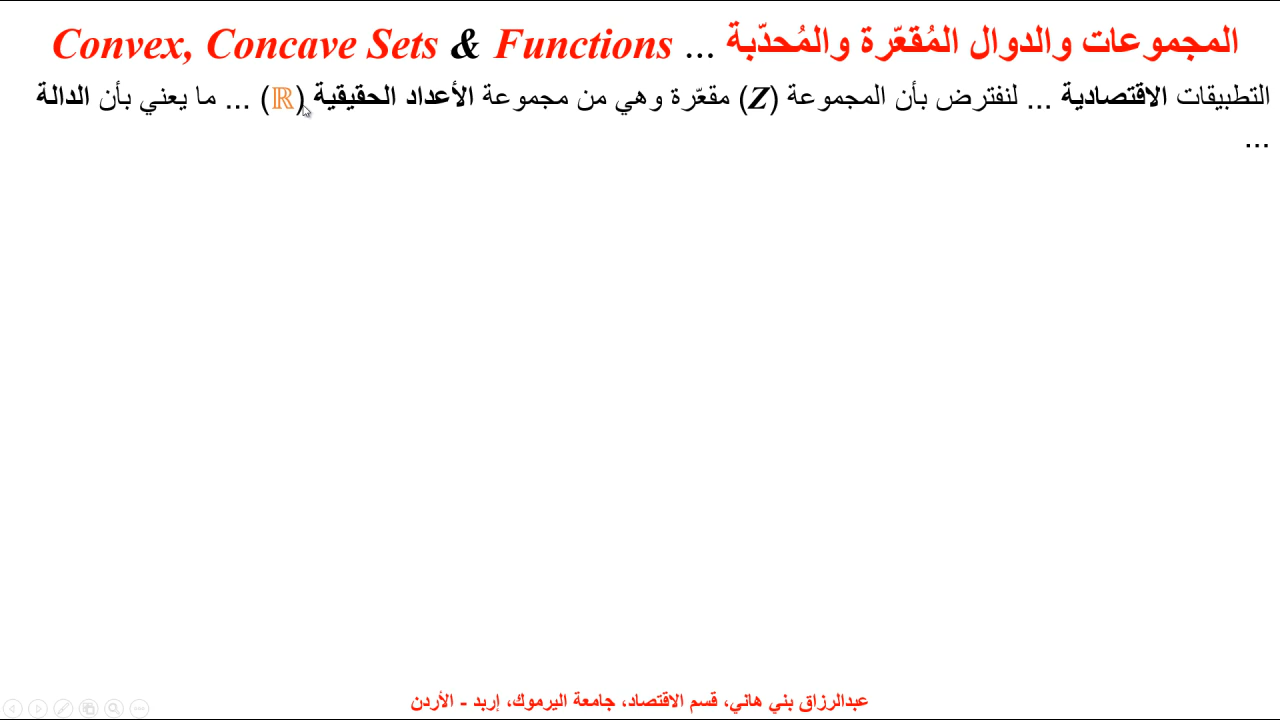 المجموعات والدوال المُقعّرة والمُحدّبة ... Convex, Concave Sets & Functions
التطبيقات الاقتصادية ... لنفترض بأن المجموعة (Z) مقعّرة وهي من مجموعة الأعداد الحقيقية (ℝ) ... ما يعني بأن الدالة
...
عبدالرزاق بني هاني، قسم الاقتصاد، جامعة اليرموك، إربد - الأردن